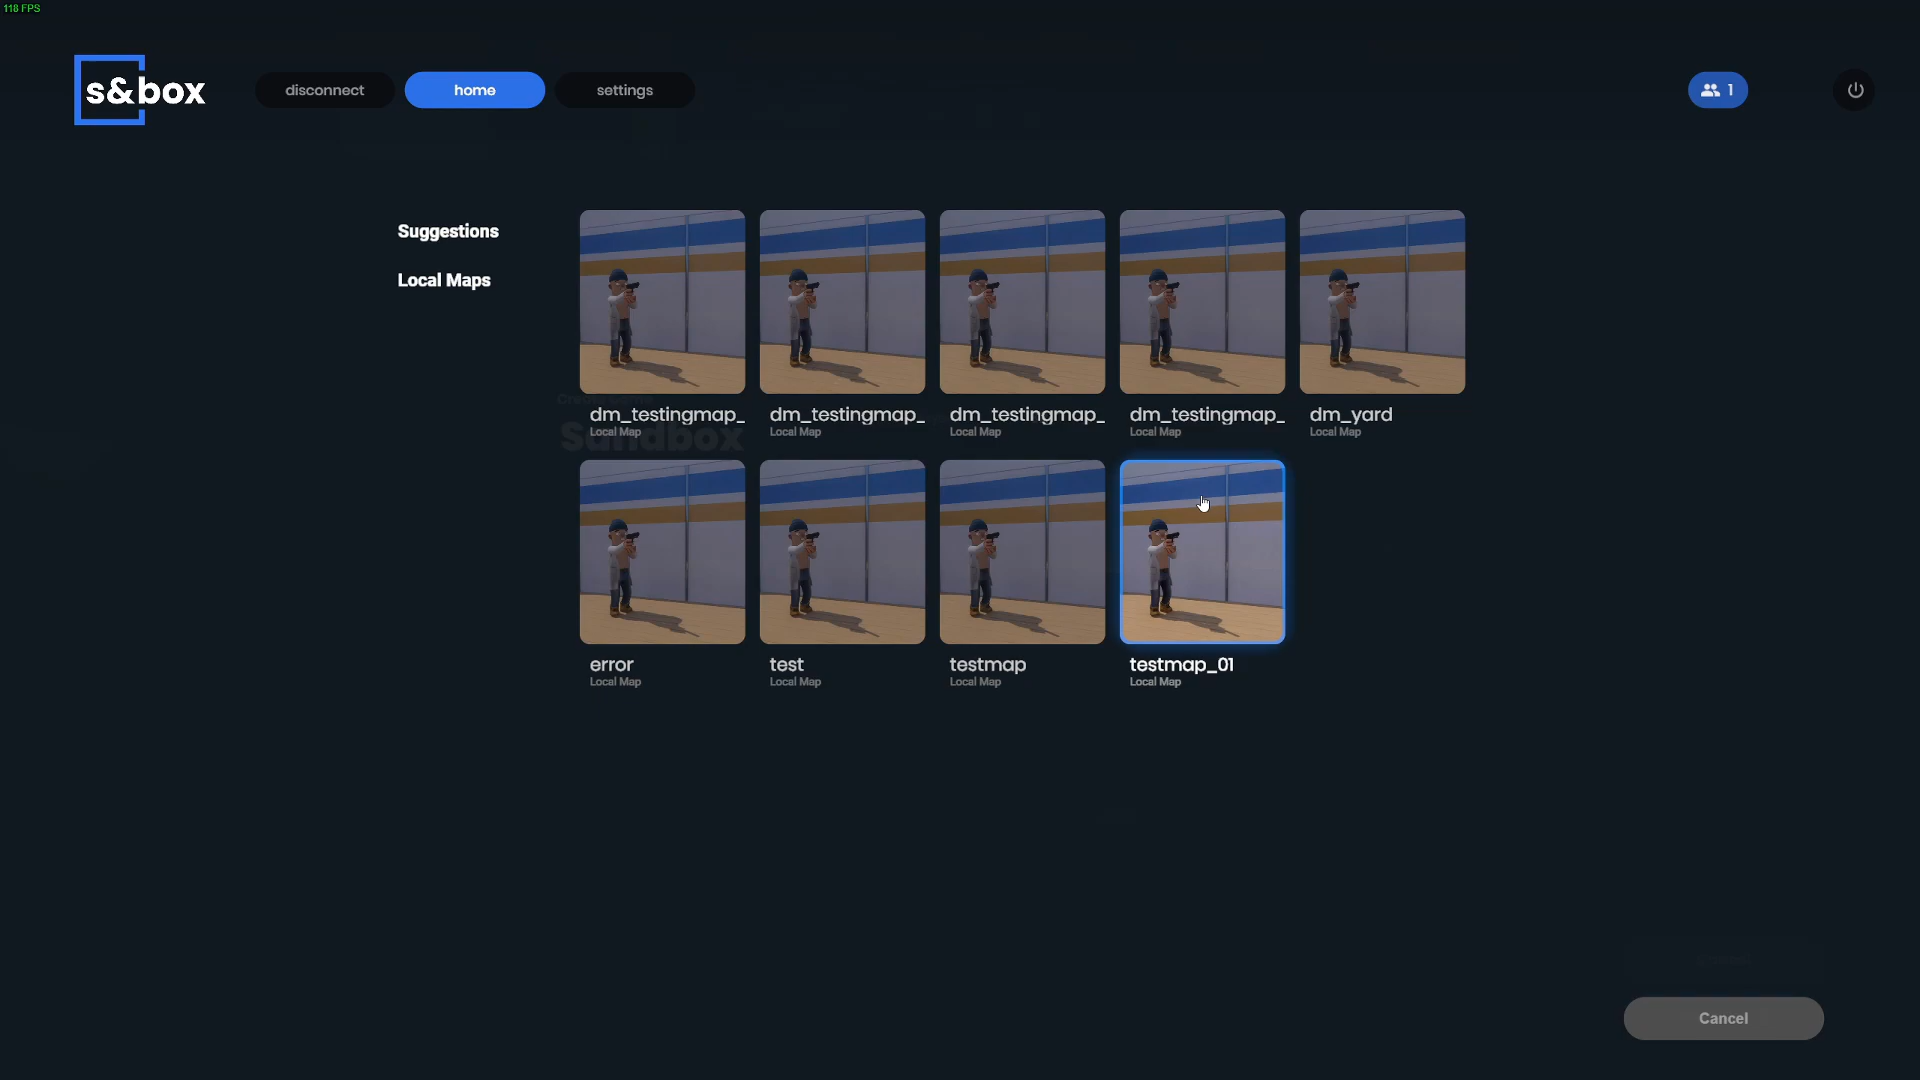 118 FPS
s&box
disconnect
home
settings
1
Suggestions
Local Maps
dm_testingmap_
Local Map
dm_testingmap_
Local Map
dm_testingmap_
Local Map
dm_testingmap_
Local Map
dm_yard
Local Map
Sandbox
error
Local Map
test
Local Map
testmap
Local Map
testmap_01
Local Map
Cancel